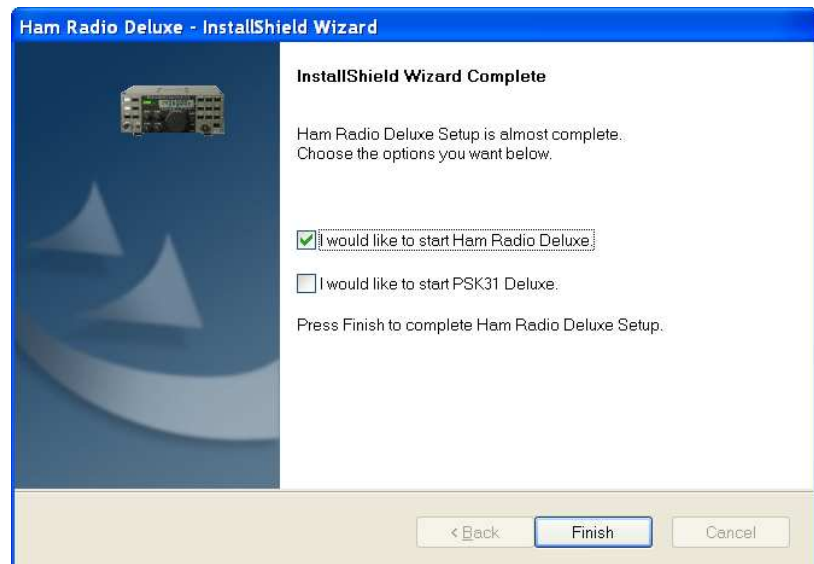 Ham Radio Deluxe - InstallShield Wizard
InstallShield Wizard Complete
Ham Radio Deluxe Setup is almost complete.
Choose the options you want below.
I would like to start Ham Radio Deluxe.
I would like to start PSK31 Deluxe.
Press Finish to complete Ham Radio Deluxe Setup.
< Back Finish Cancel